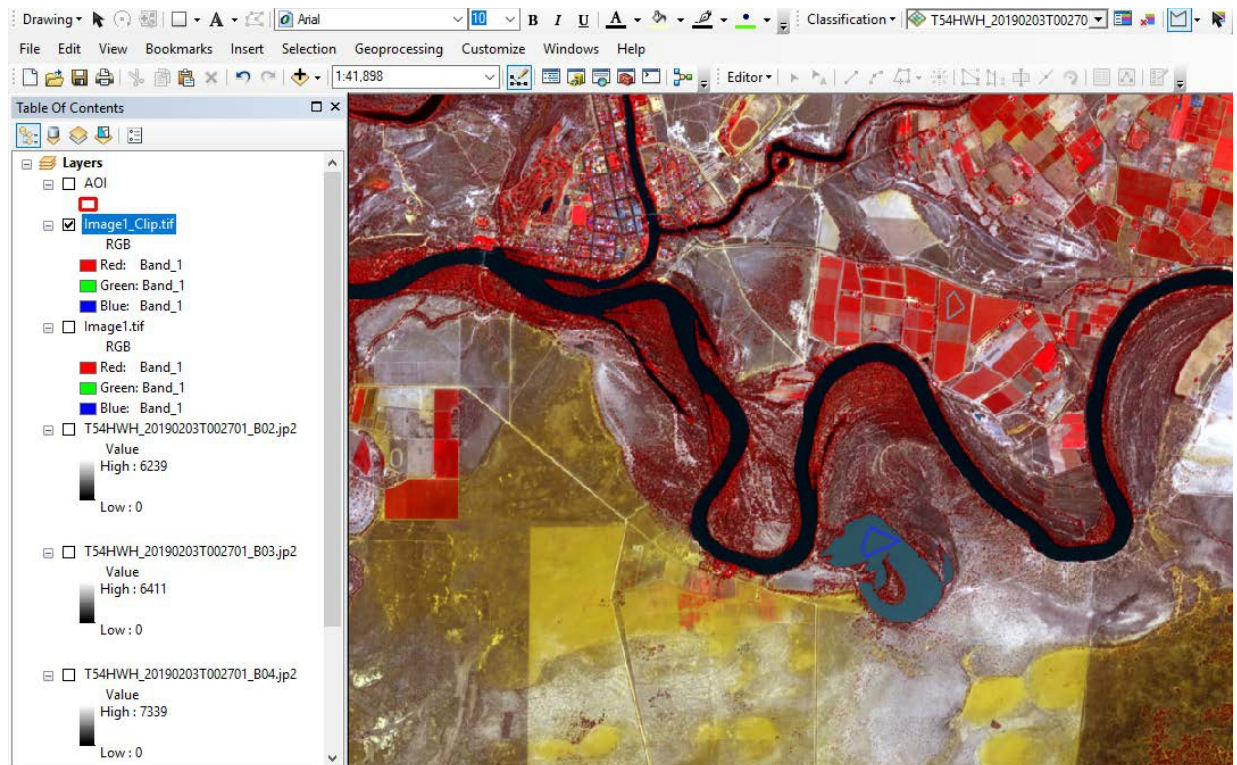 Drawing A Arial 10 B I U A Classification T54HWH_20190203T00270
File Edit View Bookmarks Insert Selection Geoprocessing Customize Windows Help
1:41,898 Editor
Table Of Contents
Layers
AOI
Image1_Clip.tif
RGB
Red: Band_1
Green: Band_1
Blue: Band_1
Image1.tif
RGB
Red: Band_1
Green: Band_1
Blue: Band_1
T54HWH_20190203T002701_B02.jp2
Value
High : 6239
Low : 0
T54HWH_20190203T002701_B03.jp2
Value
High : 6411
Low : 0
T54HWH_20190203T002701_B04.jp2
Value
High : 7339
Low : 0